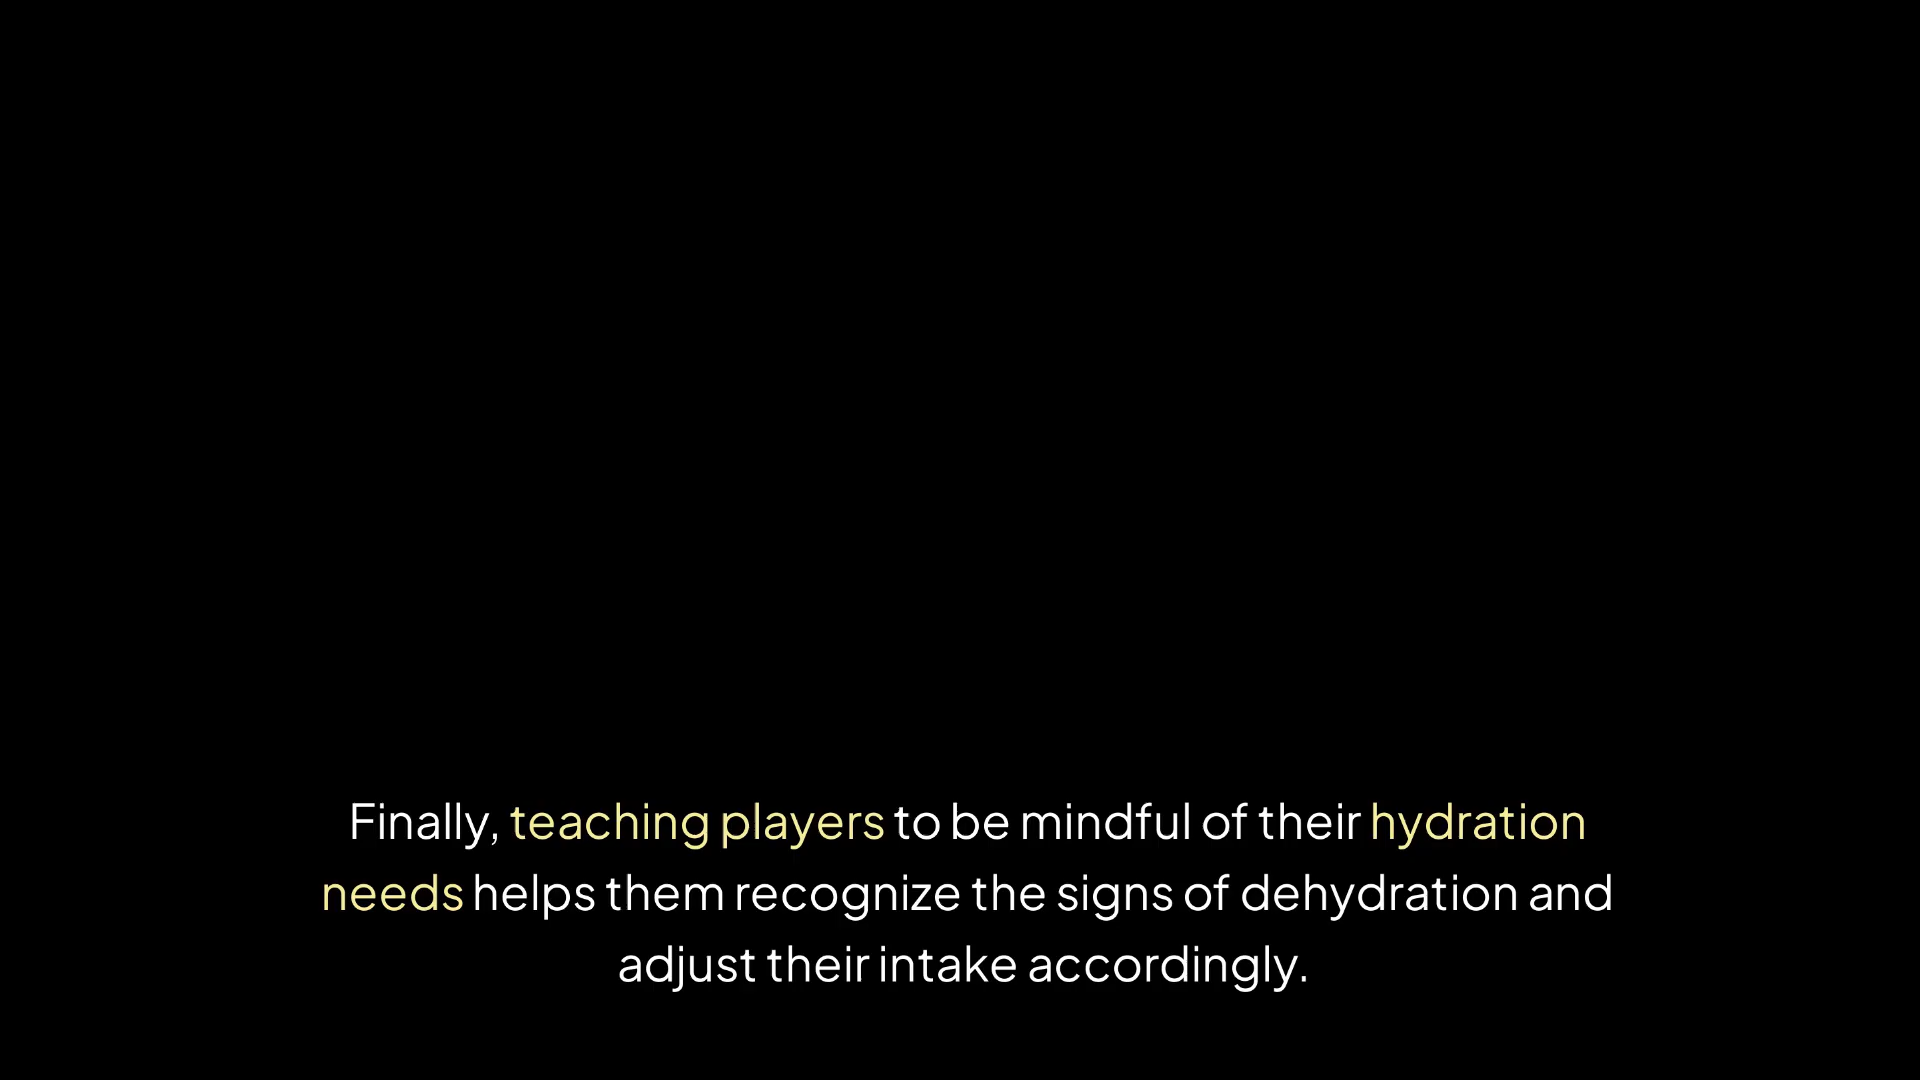 Finally, teaching players to be mindful of their hydration
needs helps them recognize the signs of dehydration and
adjust their intake accordingly.